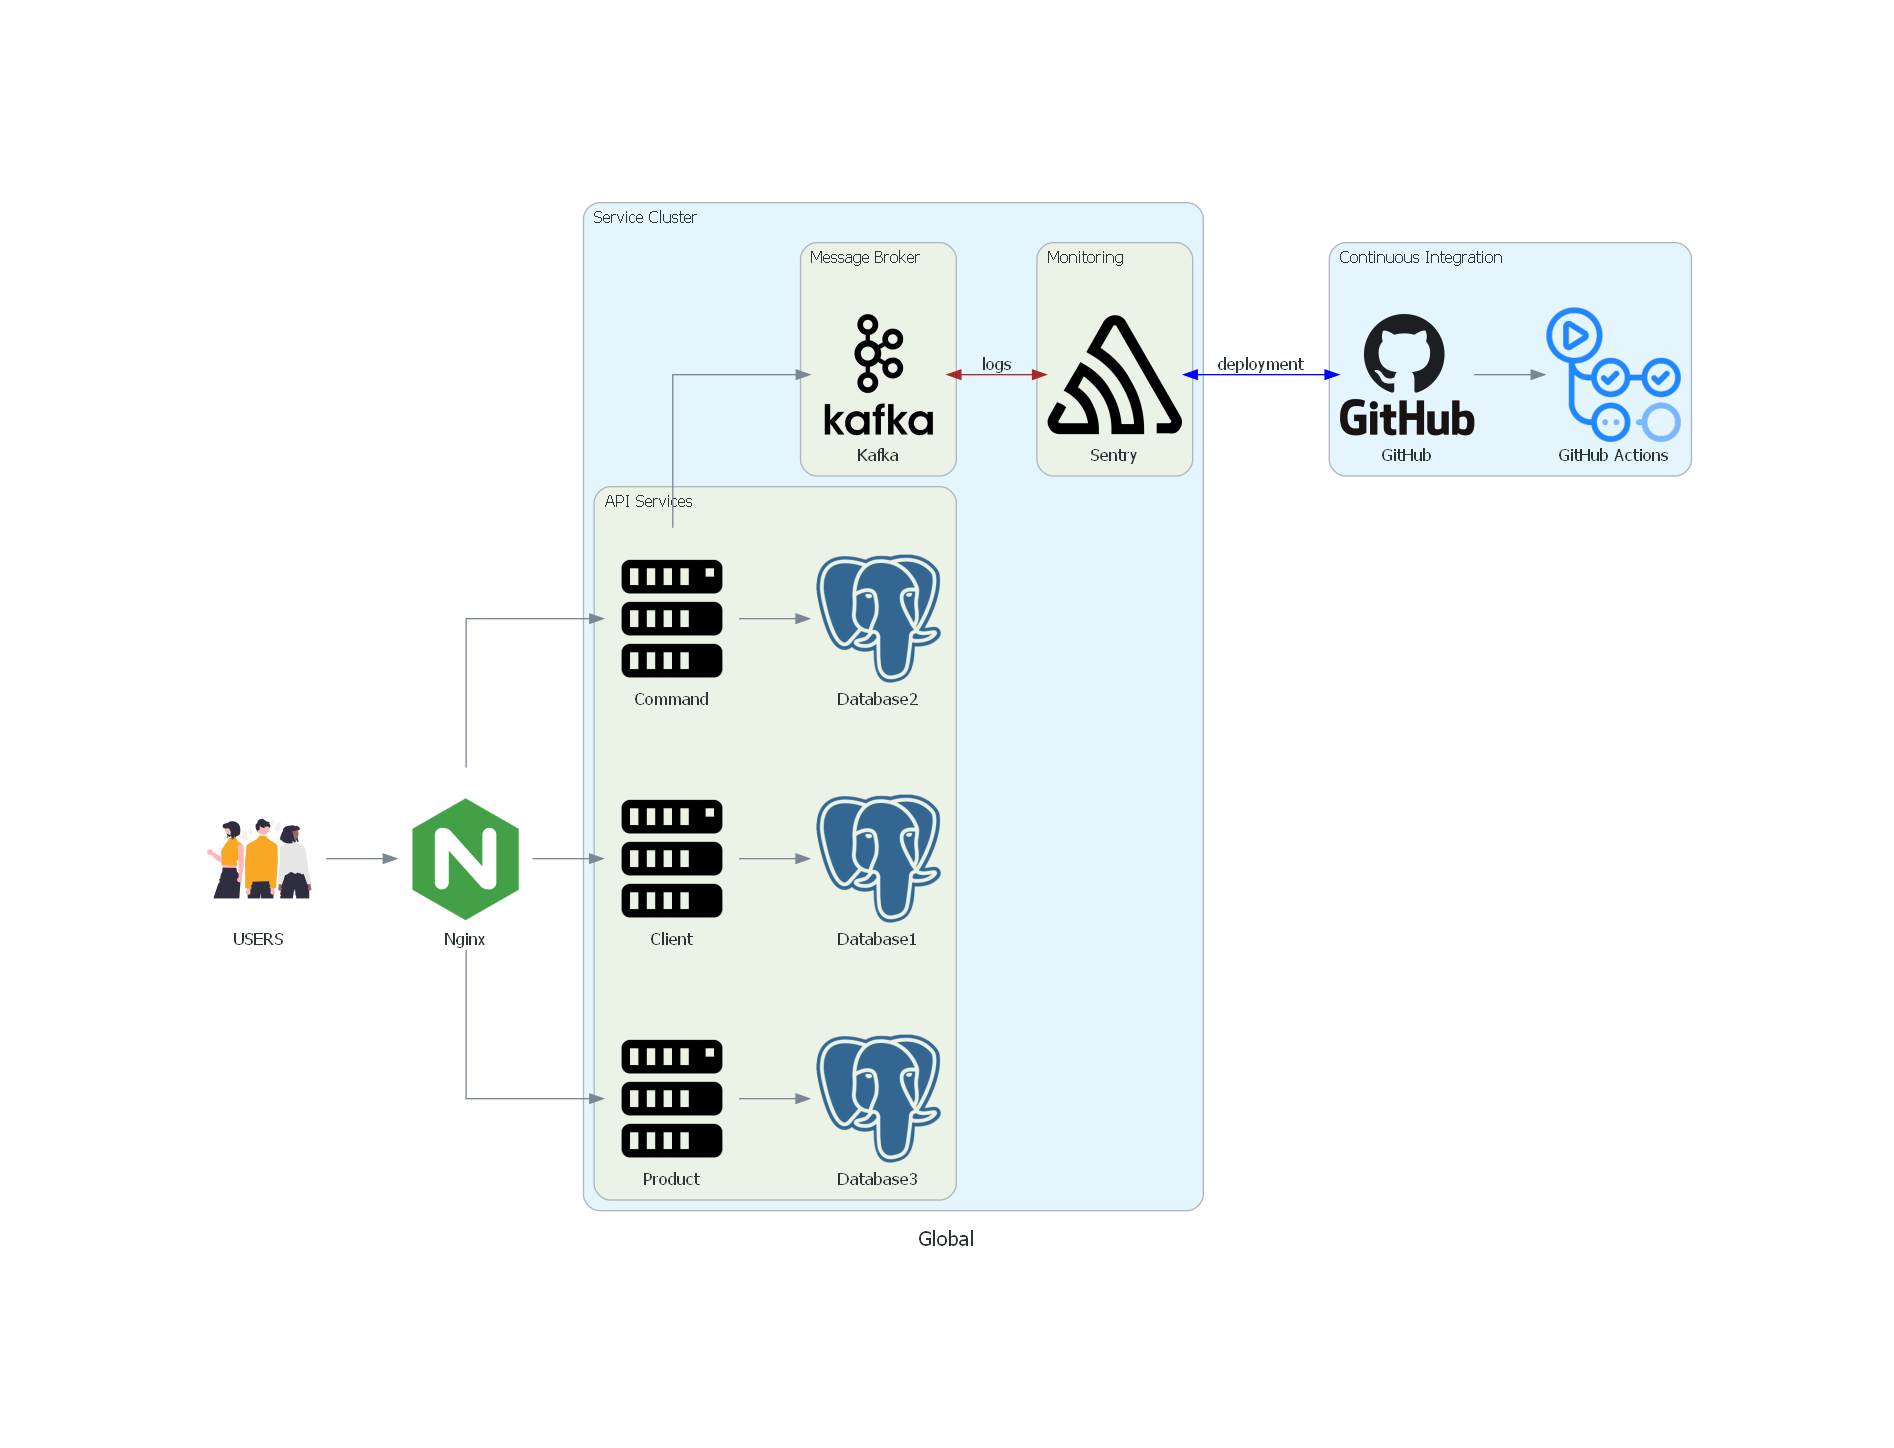 Service Cluster
Message Broker
Monitoring
Continuous Integration
logs
deployment
kafka
GitHub
Kafka
Sentry
GitHub
GitHub Actions
API Services
Command
Database2
USERS
Nginx
Client
Database1
Product
Database3
Global